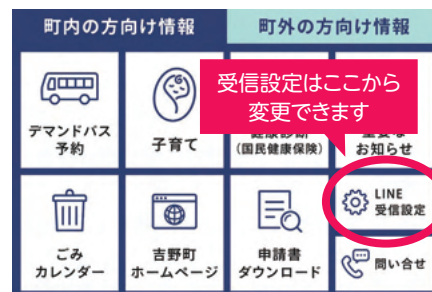 町内の方向け情報
町外の方向け情報
受信設定はここから
変更できます
デマンドバス
予約
子育て
(国民健康保険)
お知らせ
LINE
受信設定
ごみ
カレンダー
吉野町
ホームページ
申請書
ダウンロード
問い合せ